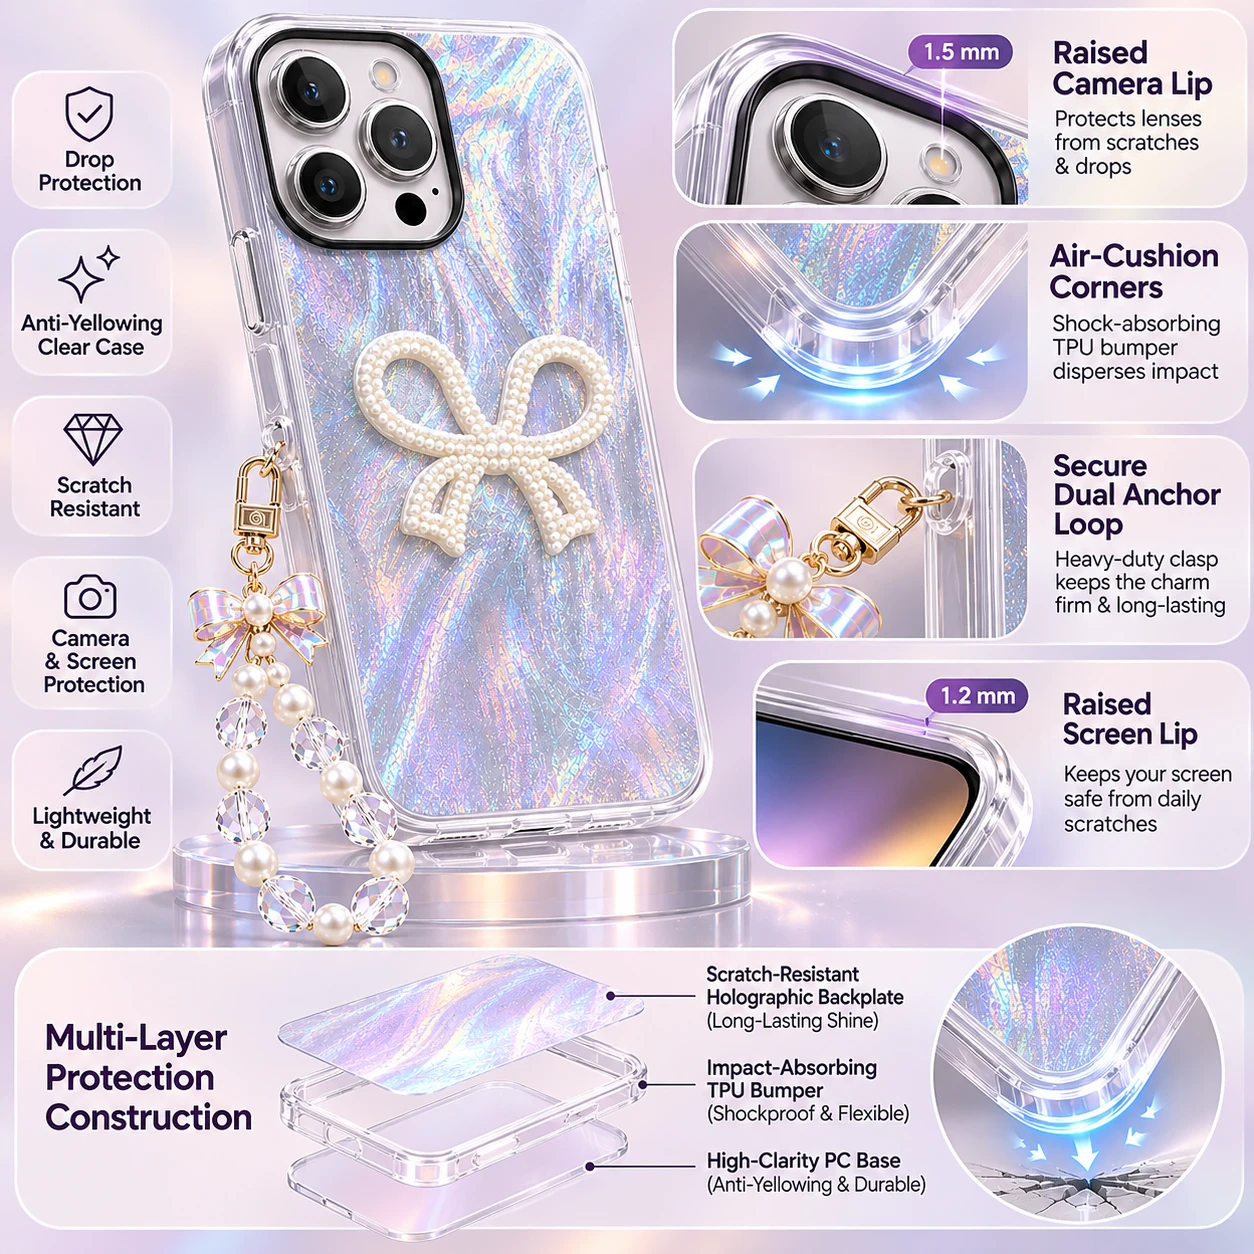 Drop
Protection
Anti-Yellowing
Clear Case
Scratch
Resistant
Camera
& Screen
Protection
Lightweight
& Durable
1.5 mm
Raised
Camera Lip
Protects lenses
from scratches
& drops
Air-Cushion
Corners
Shock-absorbing
TPU bumper
disperses impact
Secure
Dual Anchor
Loop
Heavy-duty clasp
keeps the charm
firm & long-lasting
1.2 mm
Raised
Screen Lip
Keeps your screen
safe from daily
scratches
Multi-Layer
Protection
Construction
Scratch-Resistant
Holographic Backplate
(Long-Lasting Shine)
Impact-Absorbing
TPU Bumper
(Shockproof & Flexible)
High-Clarity PC Base
(Anti-Yellowing & Durable)